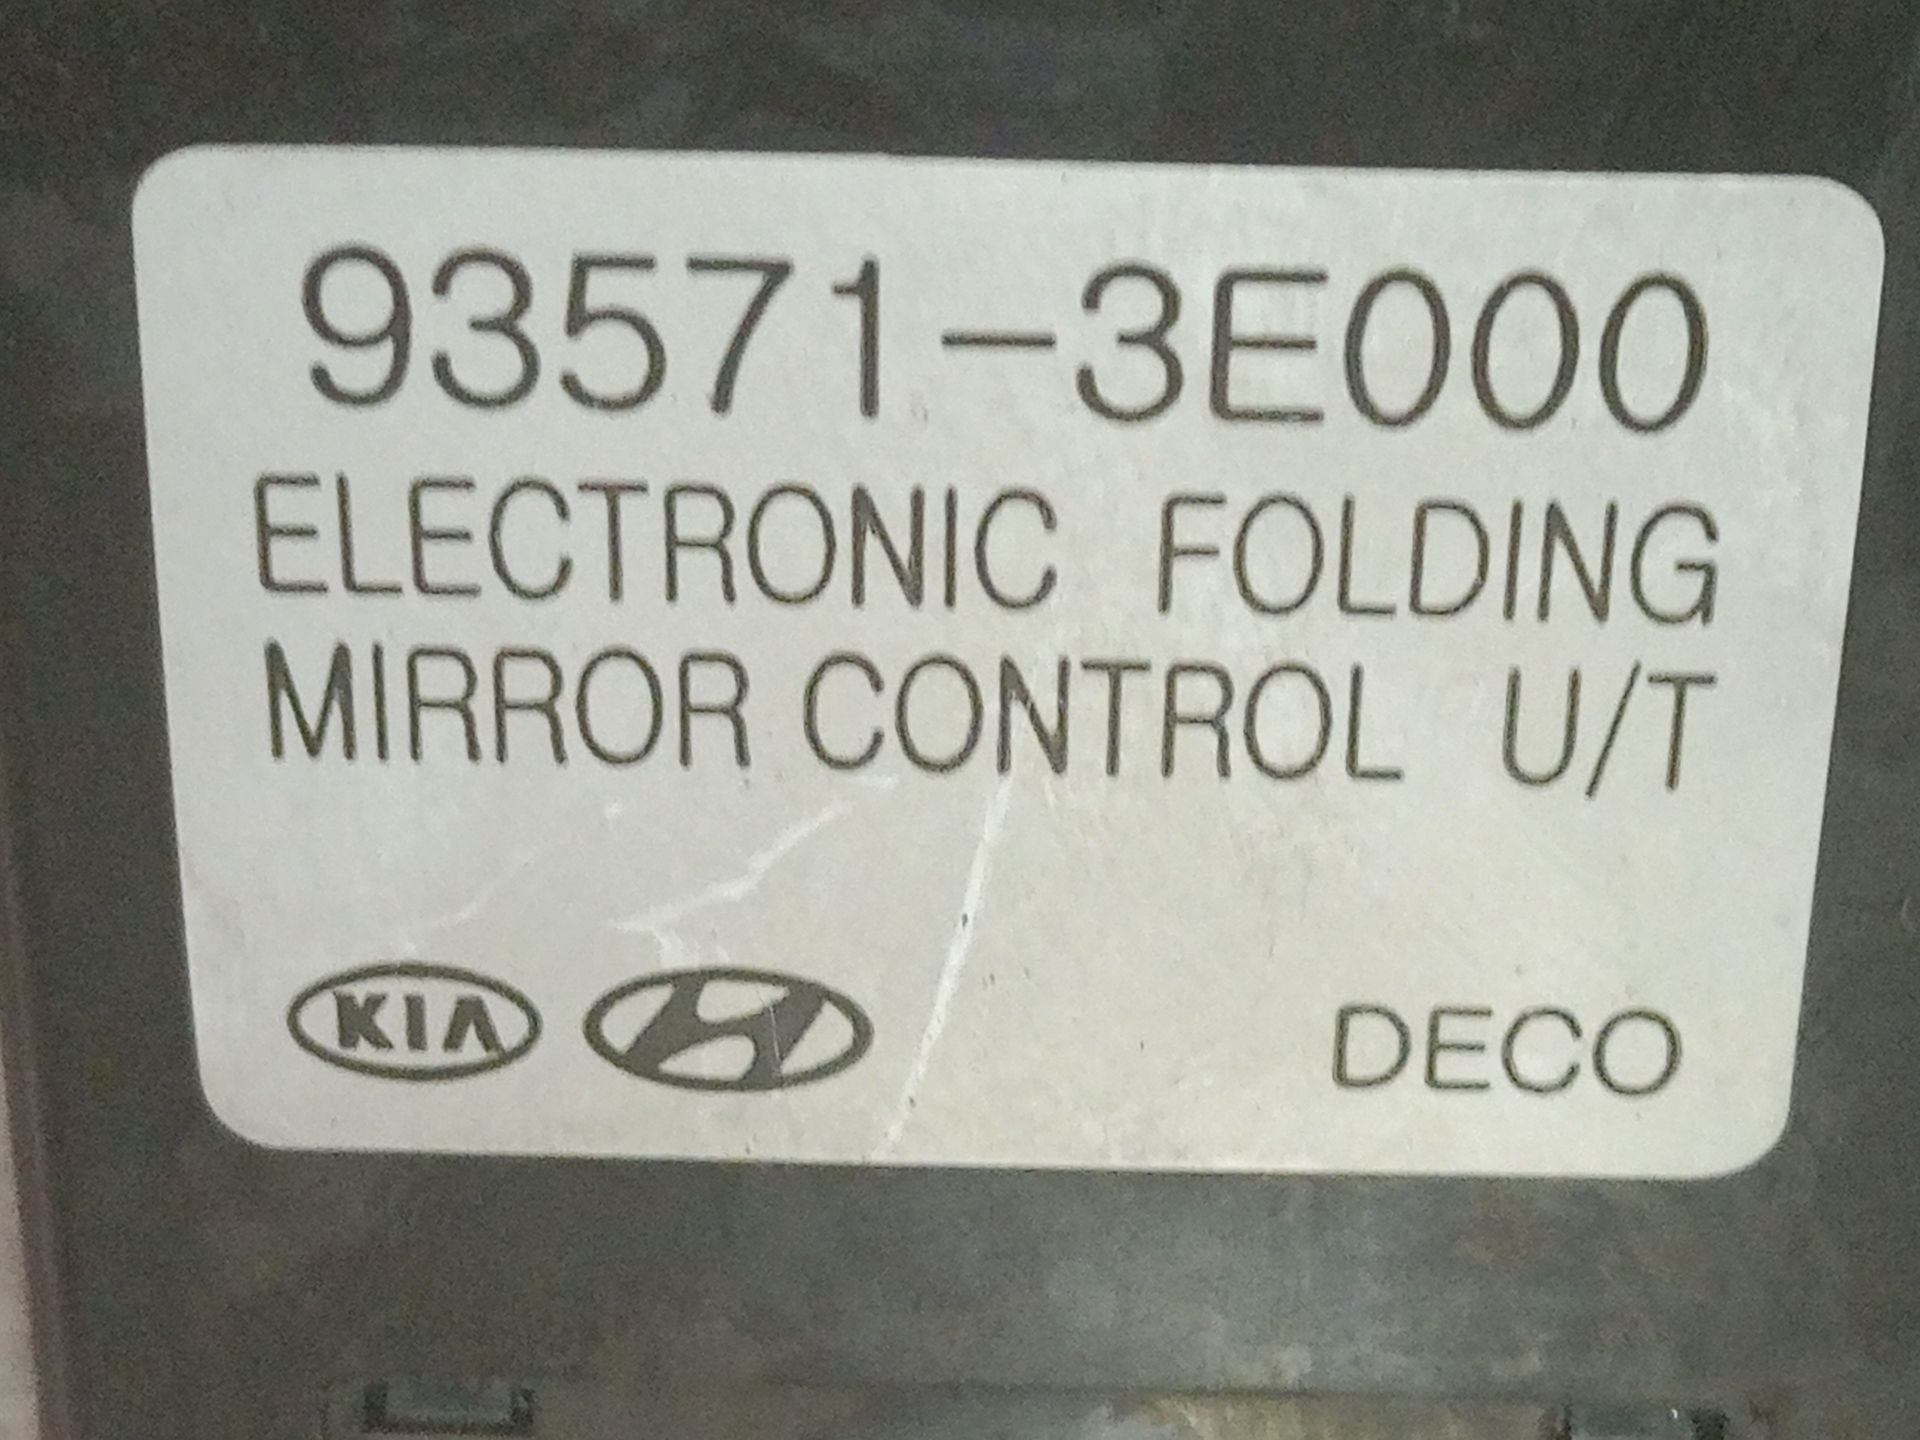 93571-3E000
ELECTRONIC FOLDING
MIRROR CONTROL U/T
KIA DECO